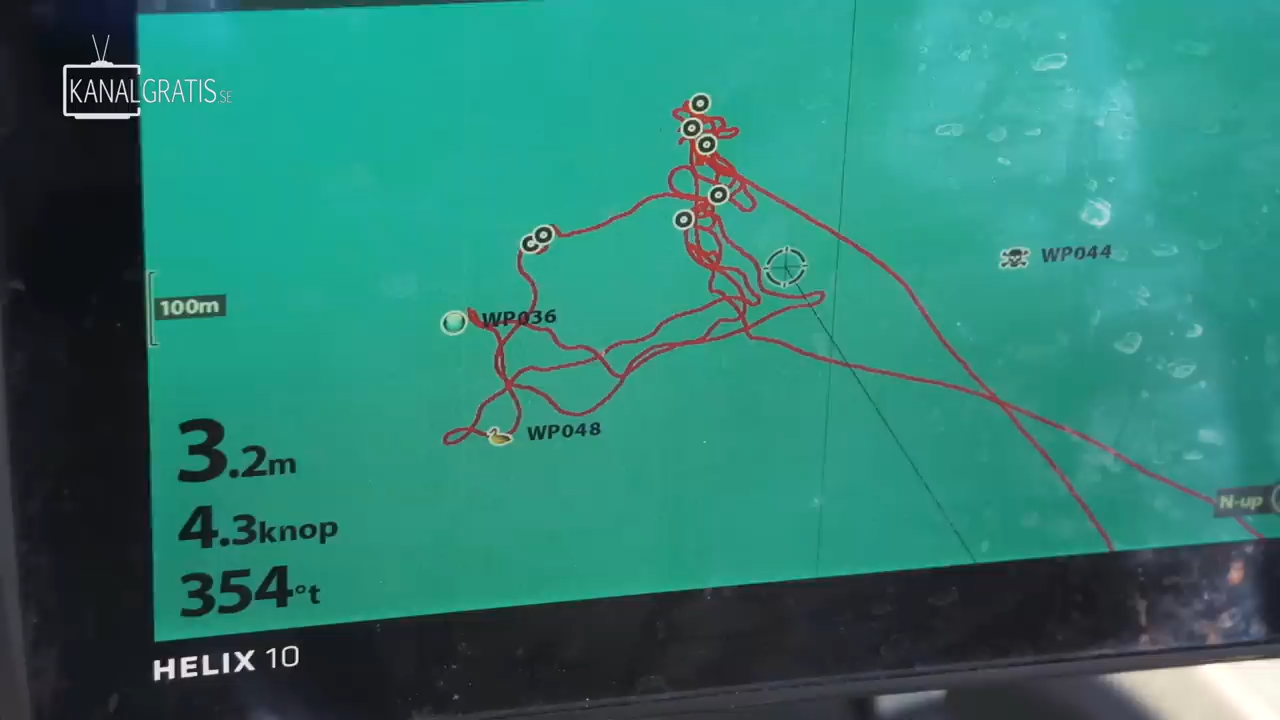 KANALGRATIS.SE
WP044
100m
WP036
WP048
3.2m
4.3knop
354°t
N-up
HELIX 10